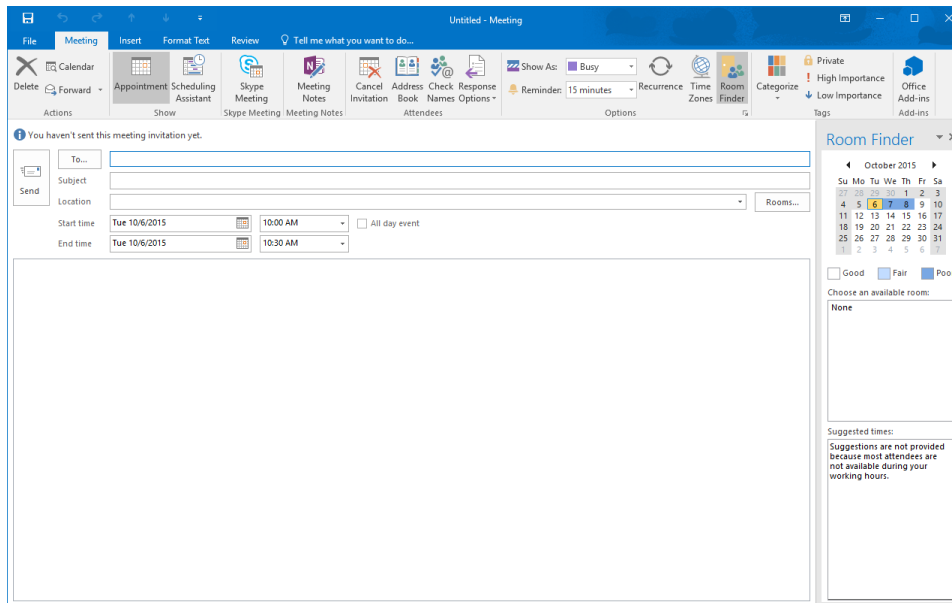 Untitled - Meeting
File Meeting Insert Format Text Review Tell me what you want to do...
Delete
Calendar
Forward
Actions
Appointment
Scheduling
Assistant
Show
Skype
Meeting
Skype Meeting
Meeting
Notes
Meeting Notes
Cancel
Invitation
Address
Book
Check
Names
Response
Options
Attendees
Show As: Busy
Reminder: 15 minutes
Recurrence
Time
Zones
Room
Finder
Options
Categorize
Private
High Importance
Low Importance
Tags
Office
Add-ins
Add-ins
You haven't sent this meeting invitation yet.
Send
To...
Subject
Location Rooms...
Start time Tue 10/6/2015 10:00 AM All day event
End time Tue 10/6/2015 10:30 AM
Room Finder
October 2015
Su Mo Tu We Th Fr Sa
27 28 29 30 1 2 3
4 5 6 7 8 9 10
11 12 13 14 15 16 17
18 19 20 21 22 23 24
25 26 27 28 29 30 31
1 2 3 4 5 6 7
Good Fair Poo
Choose an available room:
None
Suggested times:
Suggestions are not provided
because most attendees are
not available during your
working hours.